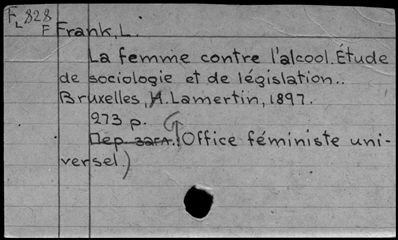 F 828
L F Frank, L.
La femme contre l'alcool. Étude
de sociologie et de législation..
Bruxelles, H. Lamertin, 1897.
273 p.
(Office féministe uni-
versel)